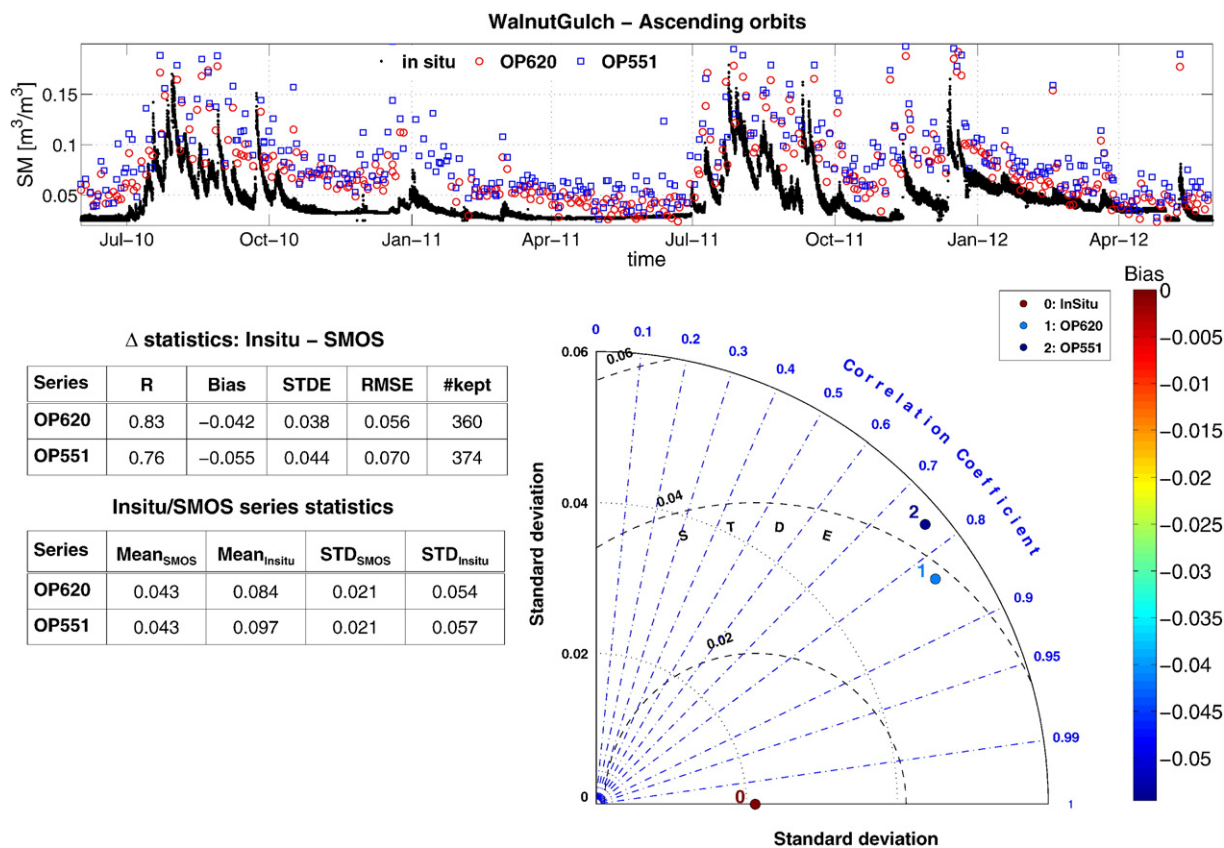 WalnutGulch – Ascending orbits
SM [m³/m³]
0.15
0.1
0.05
in situ OP620 OP551
Jul–10 Oct–10 Jan–11 Apr–11 Jul–11 Oct–11 Jan–12 Apr–12
time
Δ statistics: Insitu – SMOS
Series R Bias STDE RMSE #kept
OP620 0.83 −0.042 0.038 0.056 360
OP551 0.76 −0.055 0.044 0.070 374
Insitu/SMOS series statistics
Series Mean_SMOS Mean_Insitu STD_SMOS STD_Insitu
OP620 0.043 0.084 0.021 0.054
OP551 0.043 0.097 0.021 0.057
0: InSitu
1: OP620
2: OP551
Standard deviation
0.06
0.04
0.02
0
0 0.1 0.2 0.3 0.4 0.5 0.6 0.7 0.8 0.9 0.95 0.99 1
Correlation Coefficient
0.06
0.04
0.02
S T D E
2
1
0
Standard deviation
Bias
0
−0.005
−0.01
−0.015
−0.02
−0.025
−0.03
−0.035
−0.04
−0.045
−0.05